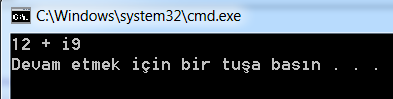 C:\Windows\system32\cmd.exe
12 + i9
Devam etmek için bir tuşa basın . . .